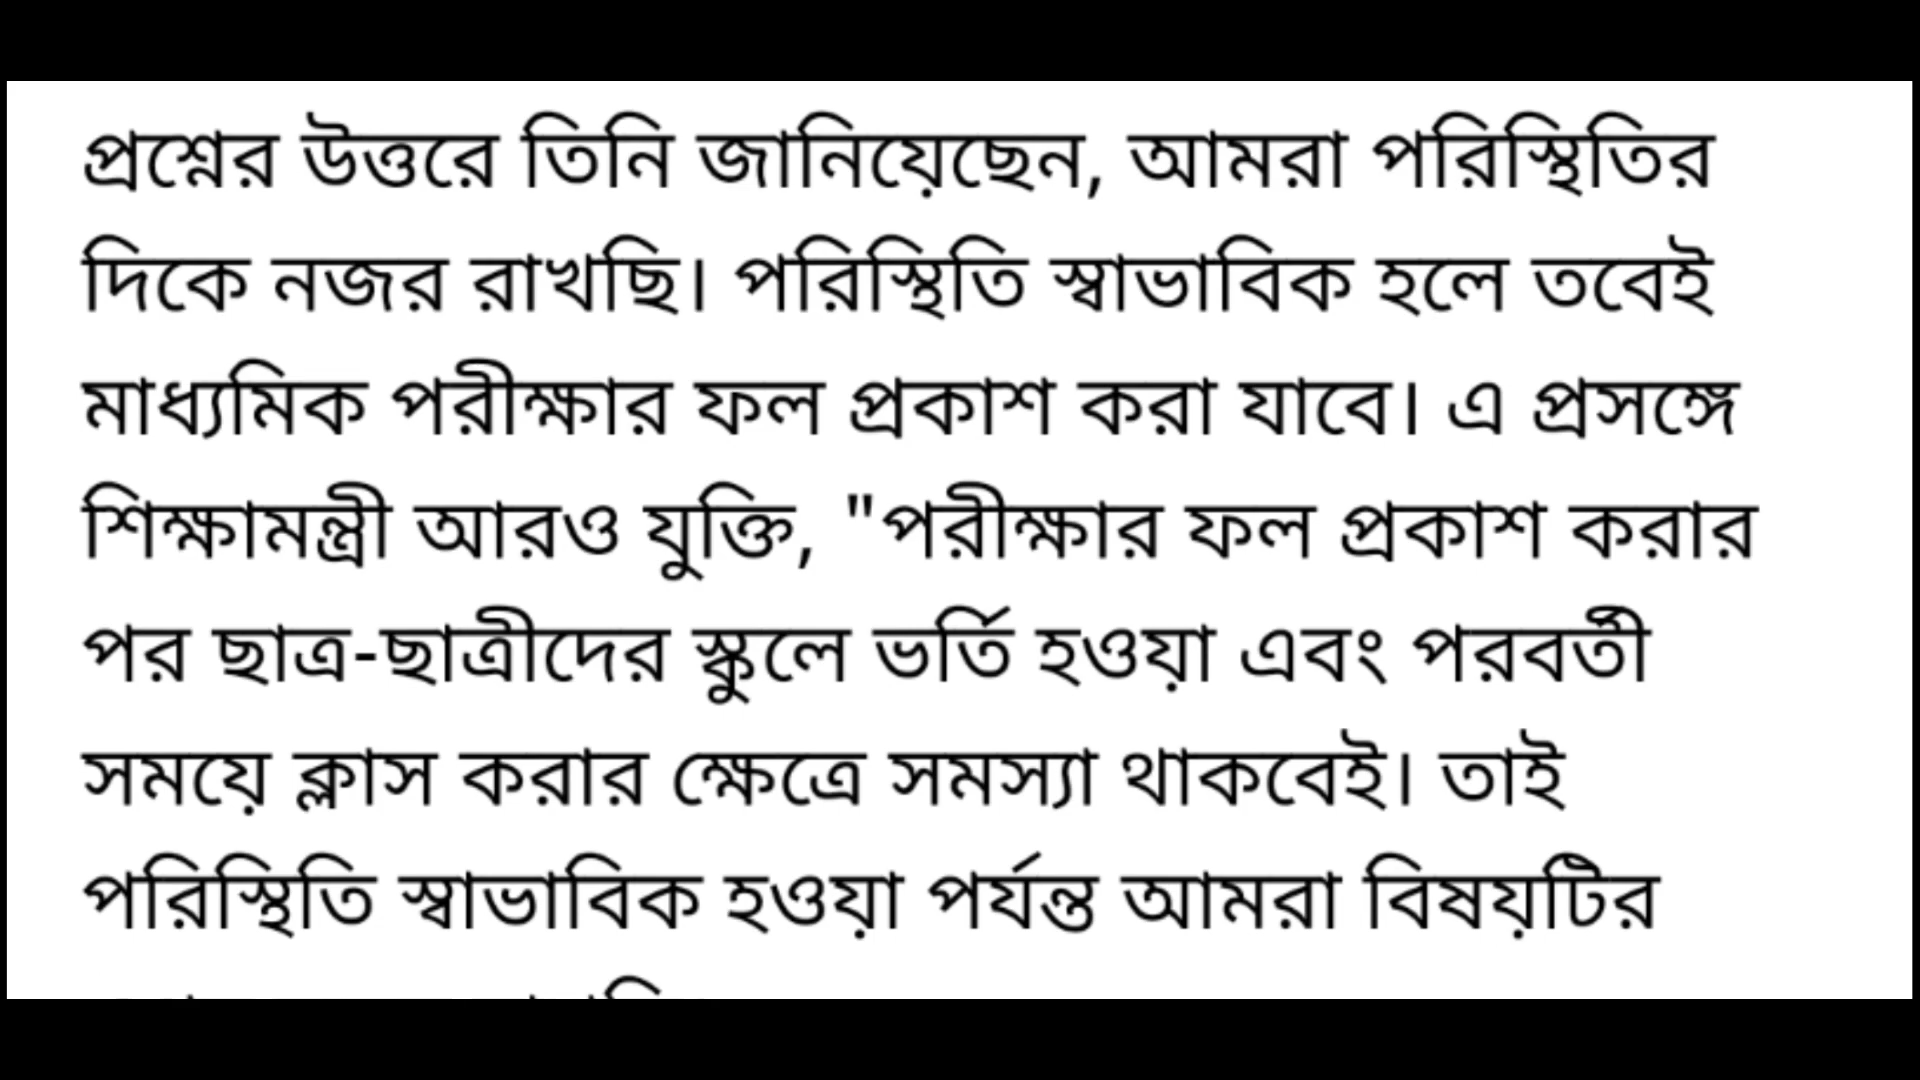 প্রশ্নের উত্তরে তিনি জানিয়েছেন, আমরা পরিস্থিতির
দিকে নজর রাখছি। পরিস্থিতি স্বাভাবিক হলে তবেই
মাধ্যমিক পরীক্ষার ফল প্রকাশ করা যাবে। এ প্রসঙ্গে
শিক্ষামন্ত্রী আরও যুক্তি, "পরীক্ষার ফল প্রকাশ করার
পর ছাত্র-ছাত্রীদের স্কুলে ভর্তি হওয়া এবং পরবর্তী
সময়ে ক্লাস করার ক্ষেত্রে সমস্যা থাকবেই। তাই
পরিস্থিতি স্বাভাবিক হওয়া পর্যন্ত আমরা বিষয়টির